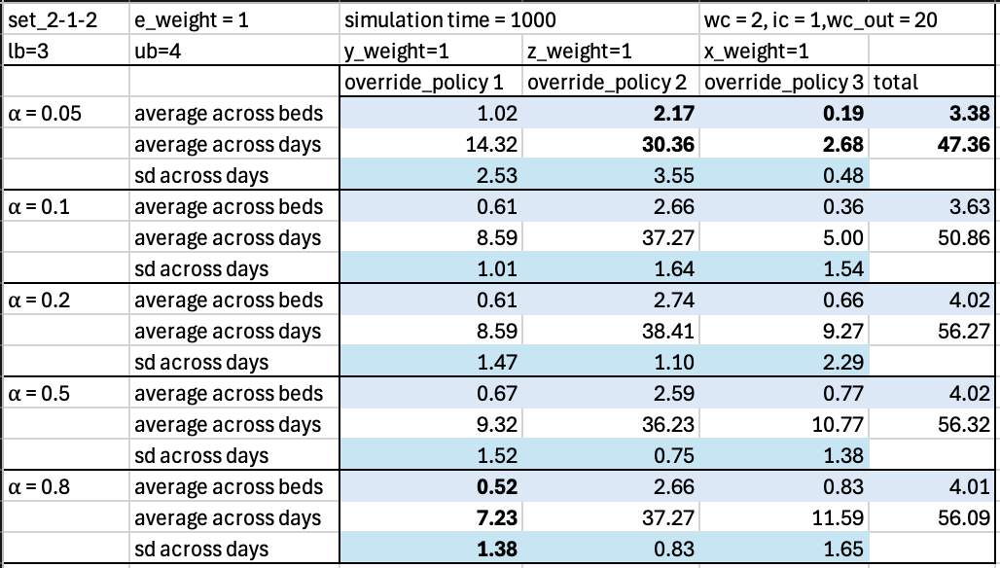 set_2-1-2 e_weight = 1 simulation time = 1000 wc = 2, ic = 1,wc_out = 20
lb=3 ub=4 y_weight=1 z_weight=1 x_weight=1
override_policy 1 override_policy 2 override_policy 3 total
α = 0.05 average across beds 1.02 2.17 0.19 3.38
average across days 14.32 30.36 2.68 47.36
sd across days 2.53 3.55 0.48
α = 0.1 average across beds 0.61 2.66 0.36 3.63
average across days 8.59 37.27 5.00 50.86
sd across days 1.01 1.64 1.54
α = 0.2 average across beds 0.61 2.74 0.66 4.02
average across days 8.59 38.41 9.27 56.27
sd across days 1.47 1.10 2.29
α = 0.5 average across beds 0.67 2.59 0.77 4.02
average across days 9.32 36.23 10.77 56.32
sd across days 1.52 0.75 1.38
α = 0.8 average across beds 0.52 2.66 0.83 4.01
average across days 7.23 37.27 11.59 56.09
sd across days 1.38 0.83 1.65